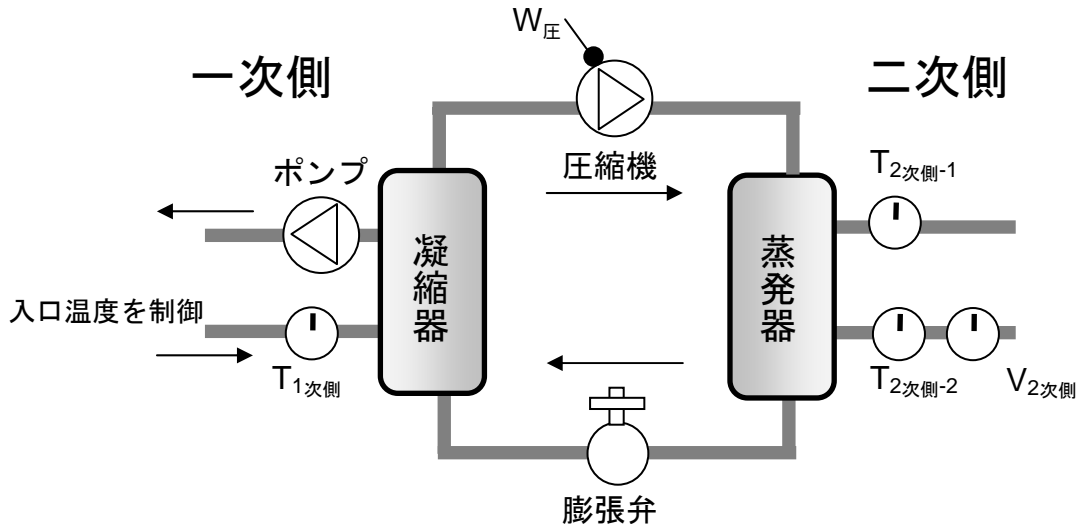 W圧
一次側
二次側
ポンプ
圧縮機
T2次側-1
凝縮器
蒸発器
入口温度を制御
T1次側
T2次側-2
V2次側
膨張弁